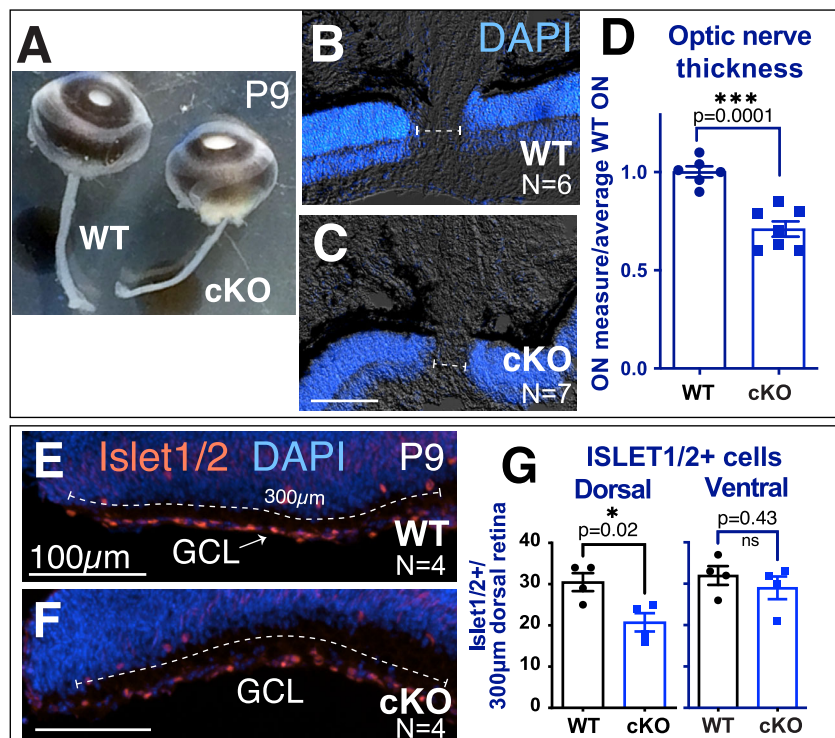 A
P9
WT
cKO
B
DAPI
WT
N=6
C
cKO
N=7
D
Optic nerve
thickness
***
p=0.0001
ON measure/average WT ON
1.0
0.5
0.0
WT
cKO
E
Islet1/2 DAPI
P9
300µm
WT
N=4
GCL
100µm
F
GCL
cKO
N=4
G
ISLET1/2+ cells
Dorsal
Ventral
*
p=0.02
p=0.43
ns
Islet1/2+/
300µm dorsal retina
40
30
20
10
0
WT
cKO
WT
cKO